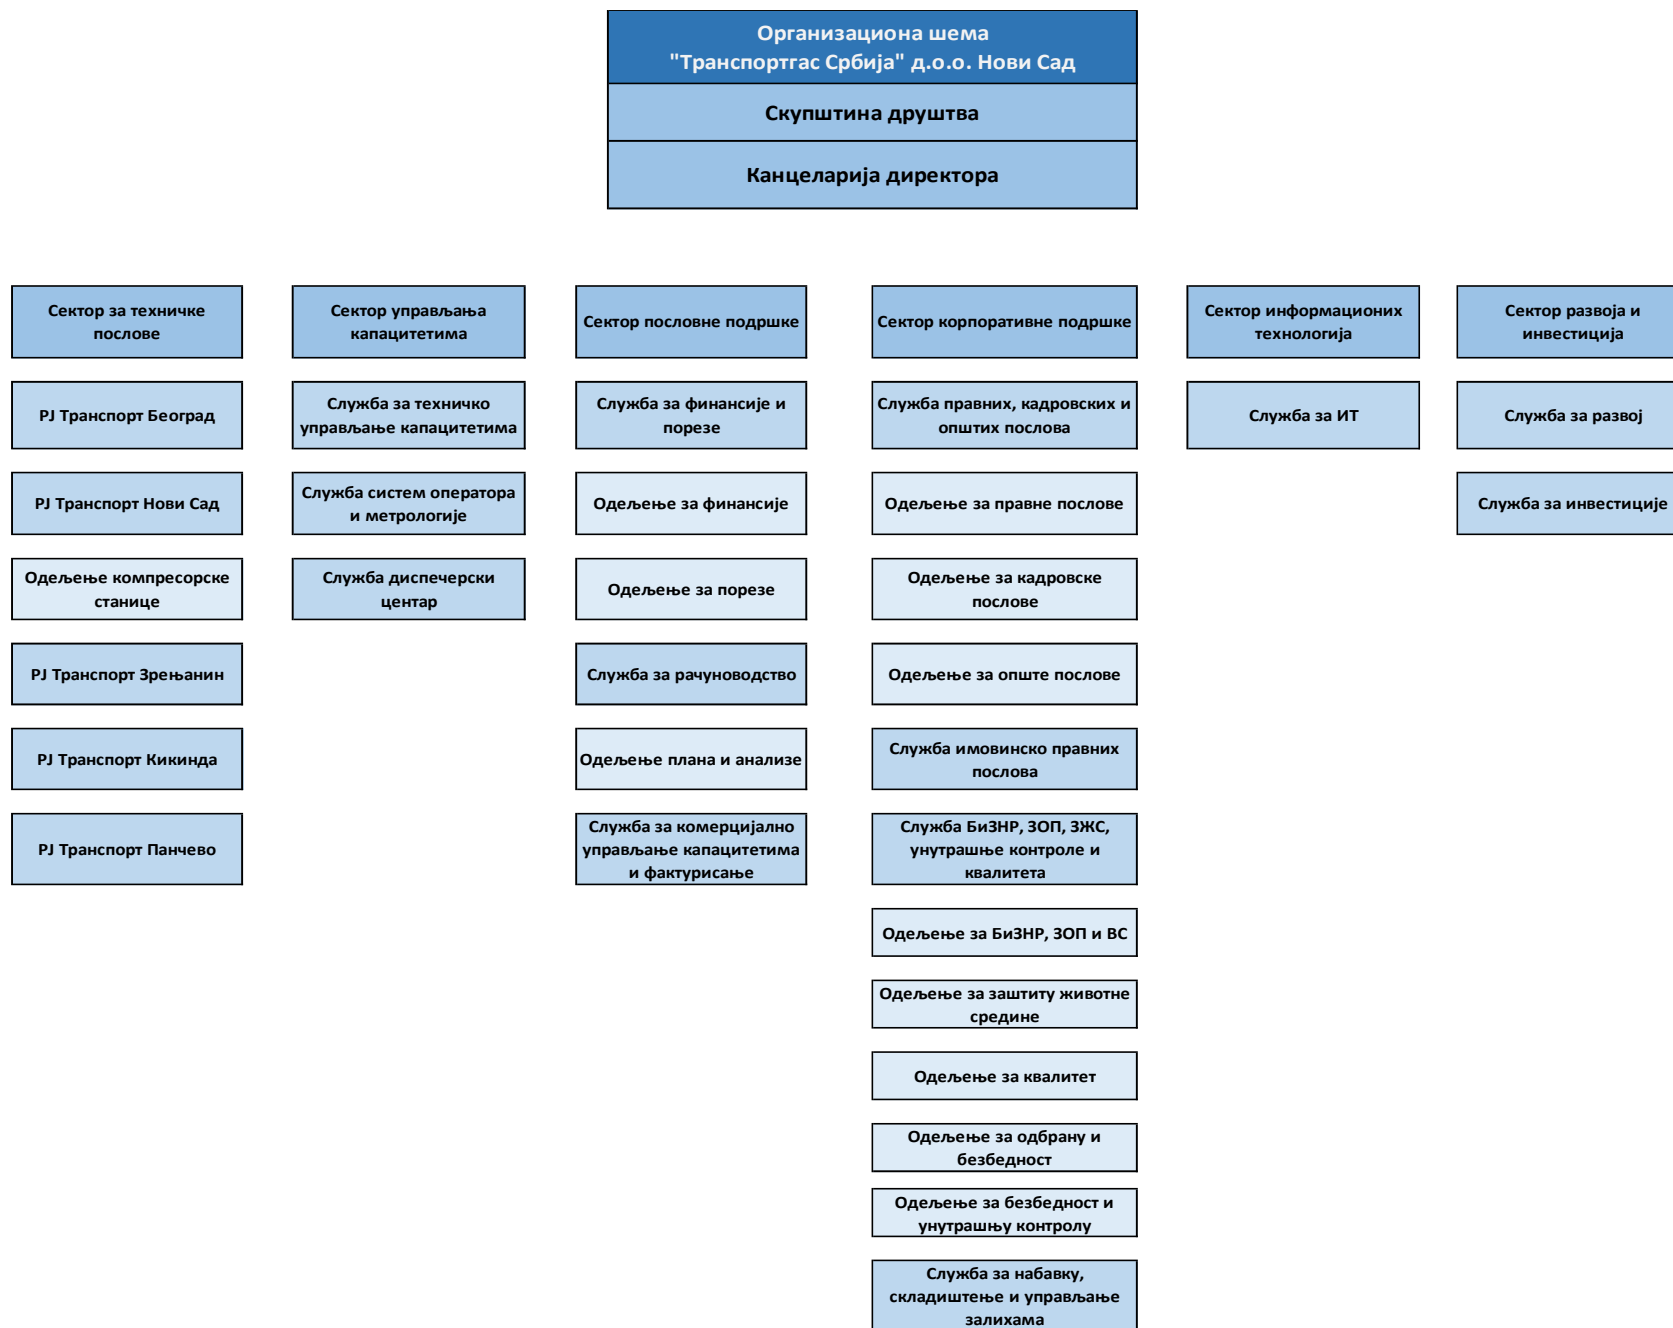 Организациона шема
"Транспортгас Србија" д.о.о. Нови Сад
Скупштина друштва
Канцеларија директора
Сектор за техничке
послове
РЈ Транспорт Београд
РЈ Транспорт Нови Сад
Одељење компресорске
станице
РЈ Транспорт Зрењанин
РЈ Транспорт Кикинда
РЈ Транспорт Панчево
Сектор управљања
капацитетима
Служба за техничко
управљање капацитетима
Служба систем оператора
и метрологије
Служба диспечерски
центар
Сектор пословне подршке
Служба за финансије и
порезе
Одељење за финансије
Одељење за порезе
Служба за рачуноводство
Одељење плана и анализе
Служба за комерцијално
управљање капацитетима
и фактурисање
Сектор корпоративне подршке
Служба правних, кадровских и
општих послова
Одељење за правне послове
Одељење за кадровске
послове
Одељење за опште послове
Служба имовинско правних
послова
Служба БиЗНР, ЗОП, ЗЖС,
унутрашње контроле и
квалитета
Одељење за БиЗНР, ЗОП и ВС
Одељење за заштиту животне
средине
Одељење за квалитет
Одељење за одбрану и
безбедност
Одељење за безбедност и
унутрашњу контролу
Служба за набавку,
складиштење и управљање
залихама
Сектор информационих
технологија
Служба за ИТ
Сектор развоја и
инвестиција
Служба за развој
Служба за инвестиције